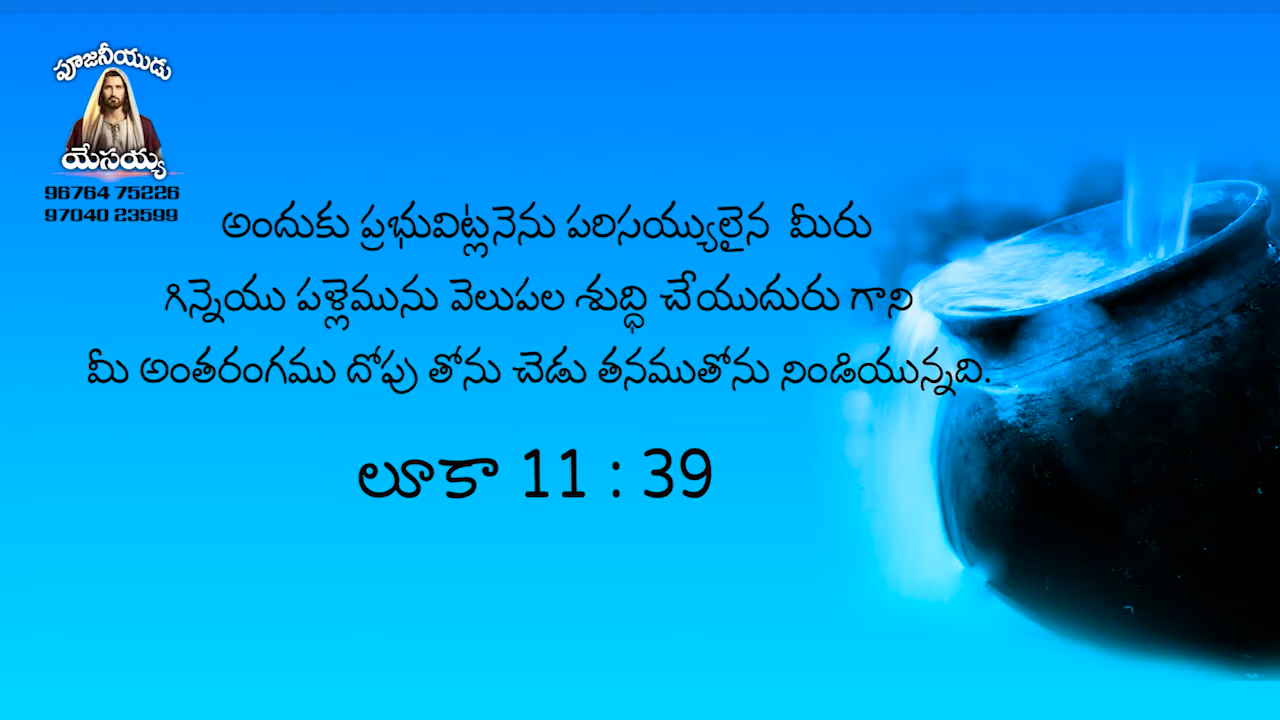 పూజనీయుడు
యేసయ్య
96764 75226
97040 23599
అందుకు ప్రభువిట్లనెను పరిసయ్యులైన మీరు
గిన్నెయు పళ్లెమును వెలుపల శుద్ధి చేయుదురు గాని
మీ అంతరంగము దోపు తోను చెడు తనముతోను నిండియున్నది.
లూకా 11 : 39